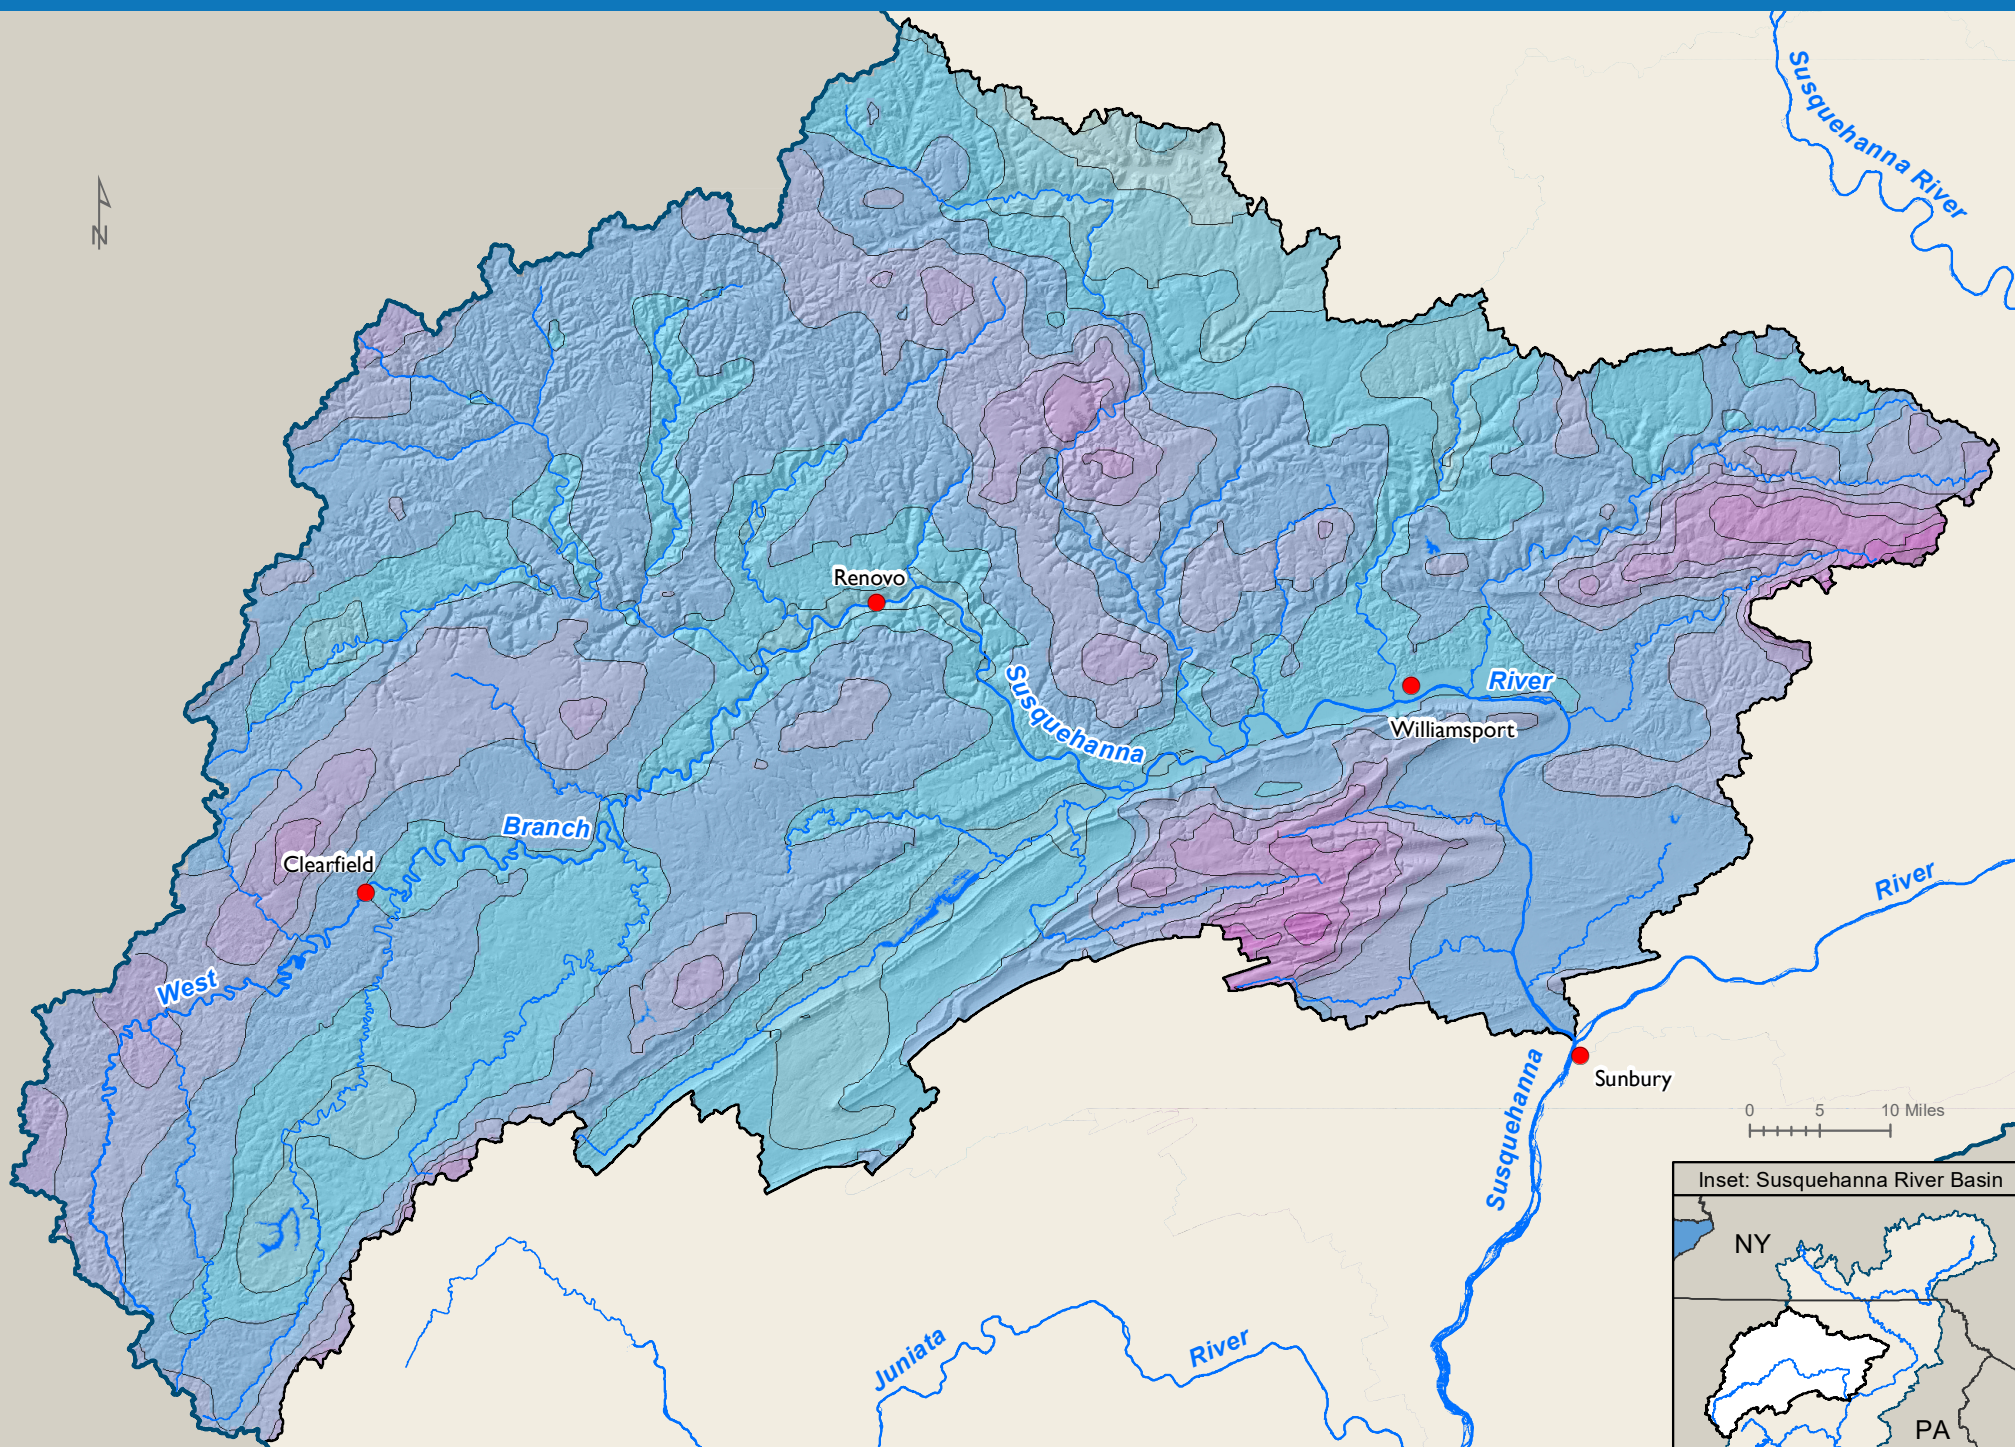 Susquehanna River
N
Renovo
Susquehanna
River
Williamsport
Branch
Clearfield
River
West
Susquehanna
Sunbury
0 5 10 Miles
Inset: Susquehanna River Basin
NY
Juniata
River
PA